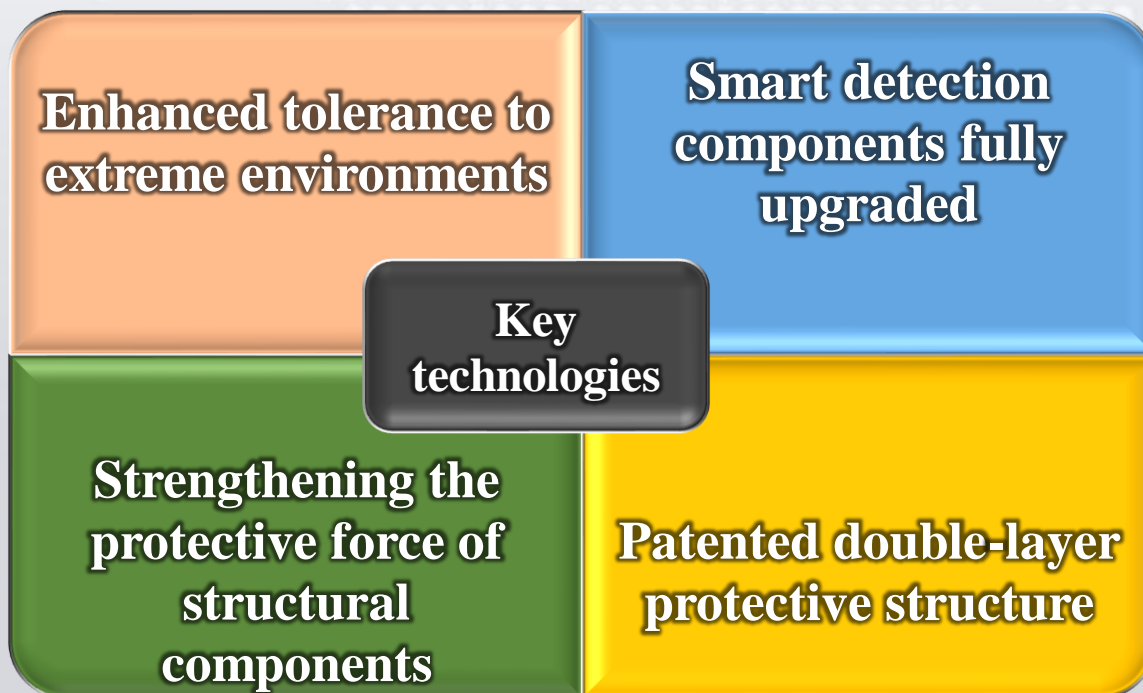 Enhanced tolerance to
extreme environments
Smart detection
components fully
upgraded
Key
technologies
Strengthening the
protective force of
structural
components
Patented double-layer
protective structure